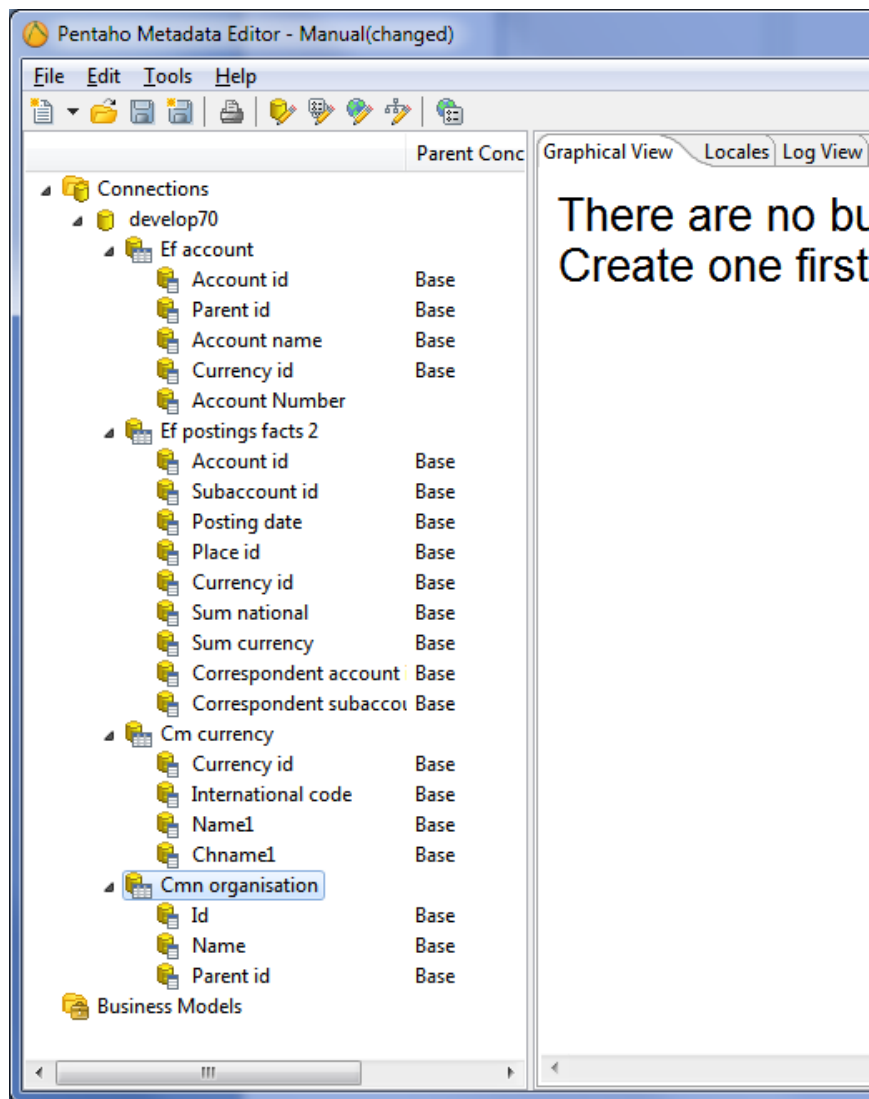 Pentaho Metadata Editor - Manual(changed)
File Edit Tools Help
Parent Conc
Graphical View Locales Log View
Connections
develop70
Ef account
Account id Base
Parent id Base
Account name Base
Currency id Base
Account Number
Ef postings facts 2
Account id Base
Subaccount id Base
Posting date Base
Place id Base
Currency id Base
Sum national Base
Sum currency Base
Correspondent account Base
Correspondent subaccou Base
Cm currency
Currency id Base
International code Base
Name1 Base
Chname1 Base
Cmn organisation
Id Base
Name Base
Parent id Base
Business Models
There are no bu
Create one first